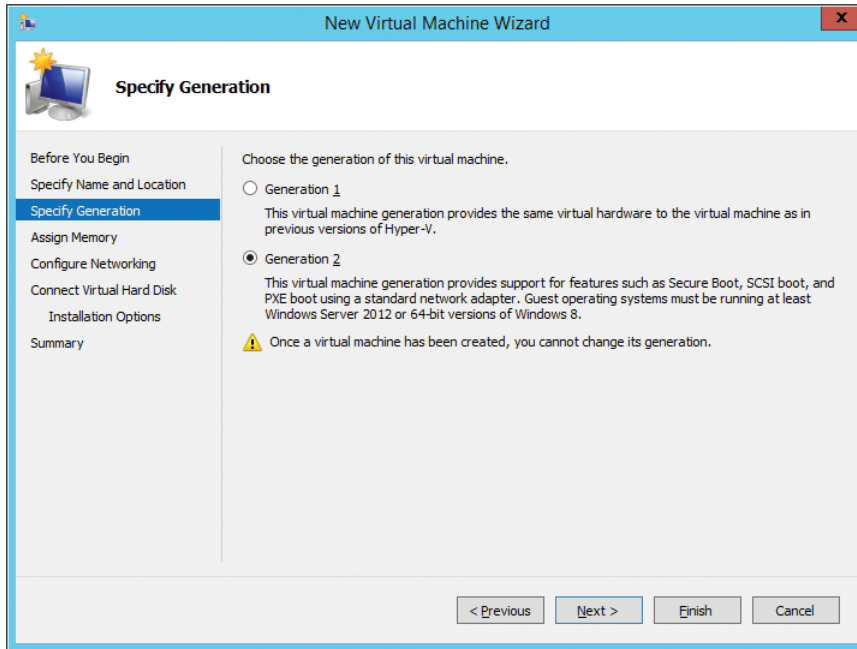 New Virtual Machine Wizard
X
Specify Generation
Before You Begin
Specify Name and Location
Specify Generation
Assign Memory
Configure Networking
Connect Virtual Hard Disk
Installation Options
Summary
Choose the generation of this virtual machine.
Generation 1
This virtual machine generation provides the same virtual hardware to the virtual machine as in
previous versions of Hyper-V.
Generation 2
This virtual machine generation provides support for features such as Secure Boot, SCSI boot, and
PXE boot using a standard network adapter. Guest operating systems must be running at least
Windows Server 2012 or 64-bit versions of Windows 8.
Once a virtual machine has been created, you cannot change its generation.
< Previous
Next >
Finish
Cancel